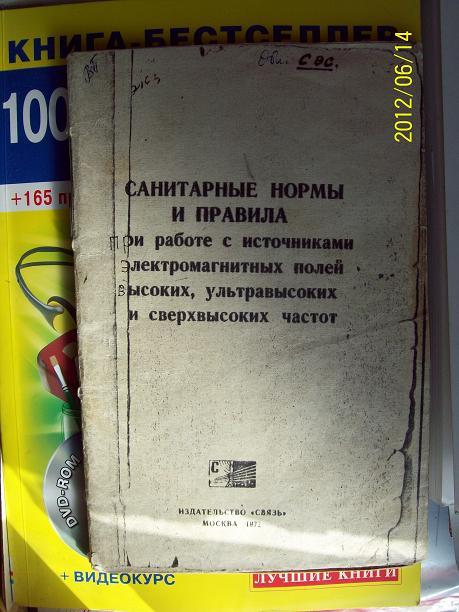 КНИГА-БЕСТСЕЛЛЕР
2012/06/14
100
+165
САНИТАРНЫЕ НОРМЫ
И ПРАВИЛА
при работе с источниками
электромагнитных полей
высоких, ультравысоких
и сверхвысоких частот
С
ИЗДАТЕЛЬСТВО «СВЯЗЬ»
МОСКВА
DVD-ROM
+ ВИДЕОКУРС
ЛУЧШИЕ КНИГИ